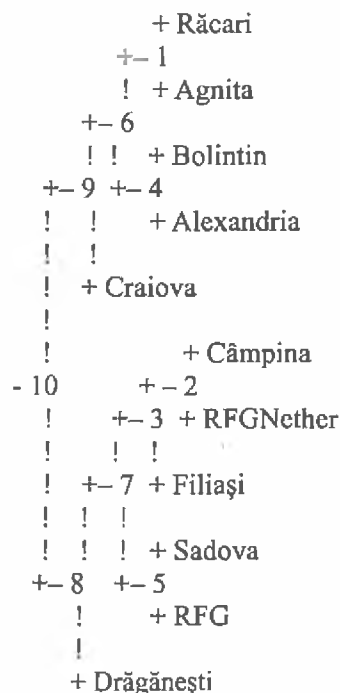 + Răcari
+– 1
! + Agnita
+– 6
! ! + Bolintin
+– 9 +– 4
! ! + Alexandria
! !
! + Craiova
!
! + Câmpina
- 10 + – 2
! +– 3 + RFGNether
! ! !
! +– 7 + Filiaşi
! ! !
! ! ! + Sadova
+– 8 +– 5
! + RFG
!
+ Drăgăneşti